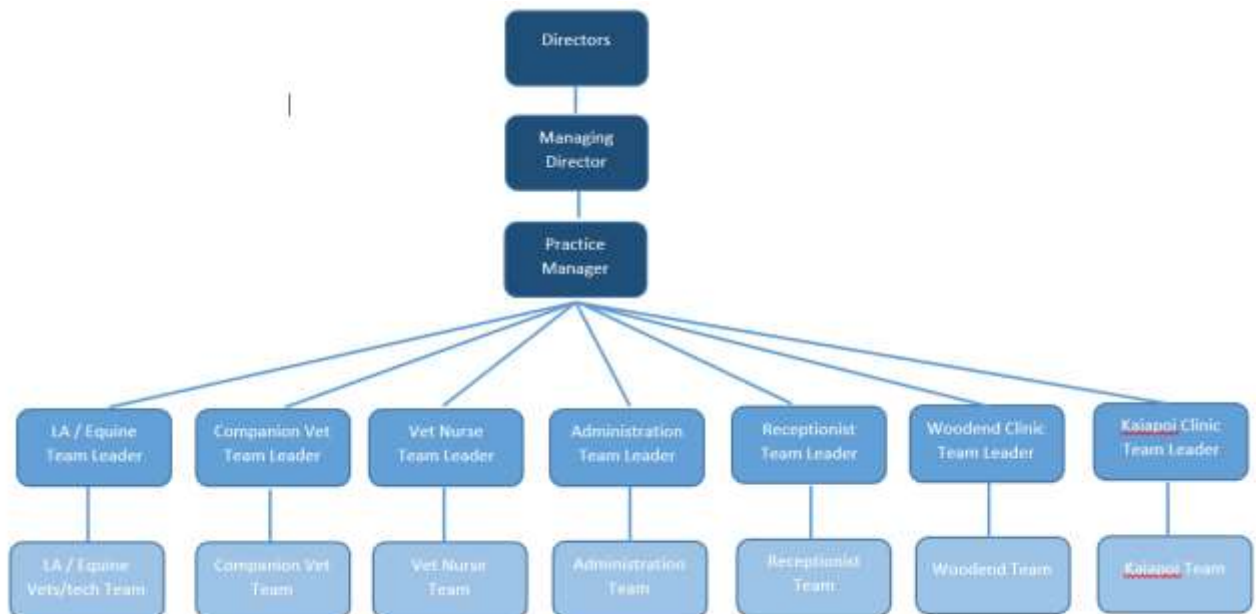 Directors
Managing
Director
Practice
Manager
LA / Equine
Team Leader
Companion Vet
Team Leader
Vet Nurse
Team Leader
Administration
Team Leader
Receptionist
Team Leader
Woodend Clinic
Team Leader
Kaiapoi Clinic
Team Leader
LA / Equine
Vets/tech Team
Companion Vet
Team
Vet Nurse
Team
Administration
Team
Receptionist
Team
Woodend Team
Kaiapoi Team